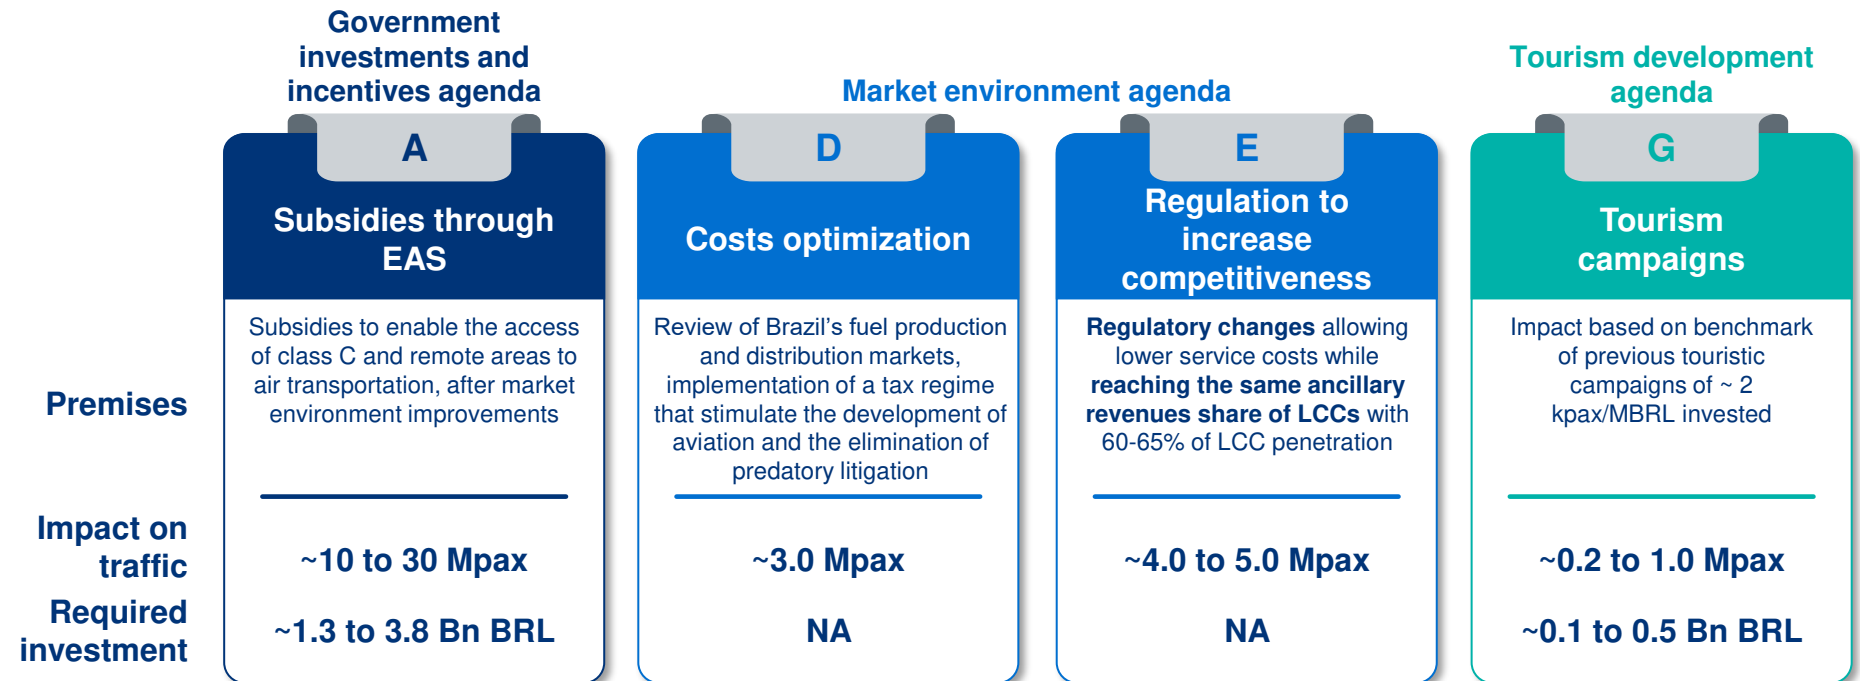 Government
investments and
incentives agenda
Market environment agenda
Tourism development
agenda
A
D
E
G
Subsidies through
EAS
Costs optimization
Regulation to
increase
competitiveness
Tourism
campaigns
Premises
Subsidies to enable the access
of class C and remote areas to
air transportation, after market
environment improvements
Review of Brazil’s fuel production
and distribution markets,
implementation of a tax regime
that stimulate the development of
aviation and the elimination of
predatory litigation
Regulatory changes allowing
lower service costs while
reaching the same ancillary
revenues share of LCCs with
60-65% of LCC penetration
Impact based on benchmark
of previous touristic
campaigns of ~ 2
kpax/MBRL invested
Impact on
traffic
~10 to 30 Mpax
~3.0 Mpax
~4.0 to 5.0 Mpax
~0.2 to 1.0 Mpax
Required
investment
~1.3 to 3.8 Bn BRL
NA
NA
~0.1 to 0.5 Bn BRL